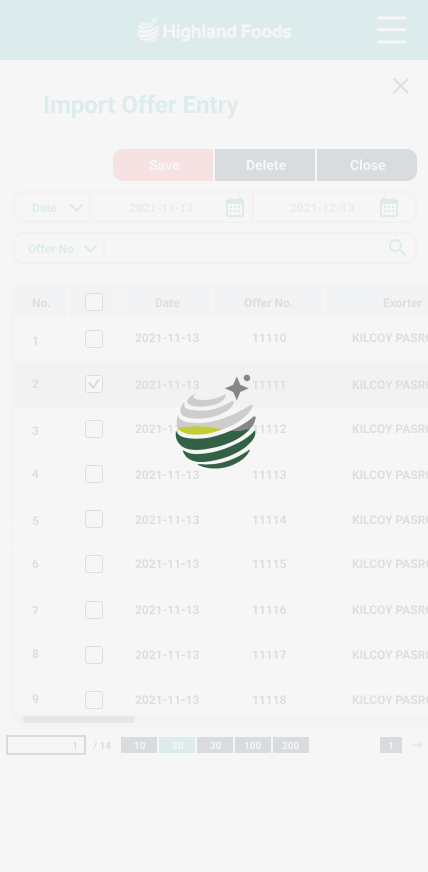 Highland Foods
Import Offer Entry
Save Delete Close
Date 2021-11-13 2021-12-13
Offer No
No. Date Offer No. Exorter
1 2021-11-13 11110 KILCOY PASR
2 2021-11-13 11111 KILCOY PASR
3 2021-11-13 11112 KILCOY PASR
4 2021-11-13 11113 KILCOY PASR
5 2021-11-13 11114 KILCOY PASR
6 2021-11-13 11115 KILCOY PASR
7 2021-11-13 11116 KILCOY PASR
8 2021-11-13 11117 KILCOY PASR
9 2021-11-13 11118 KILCOY PASR
1 / 14 10 20 30 100 200 1